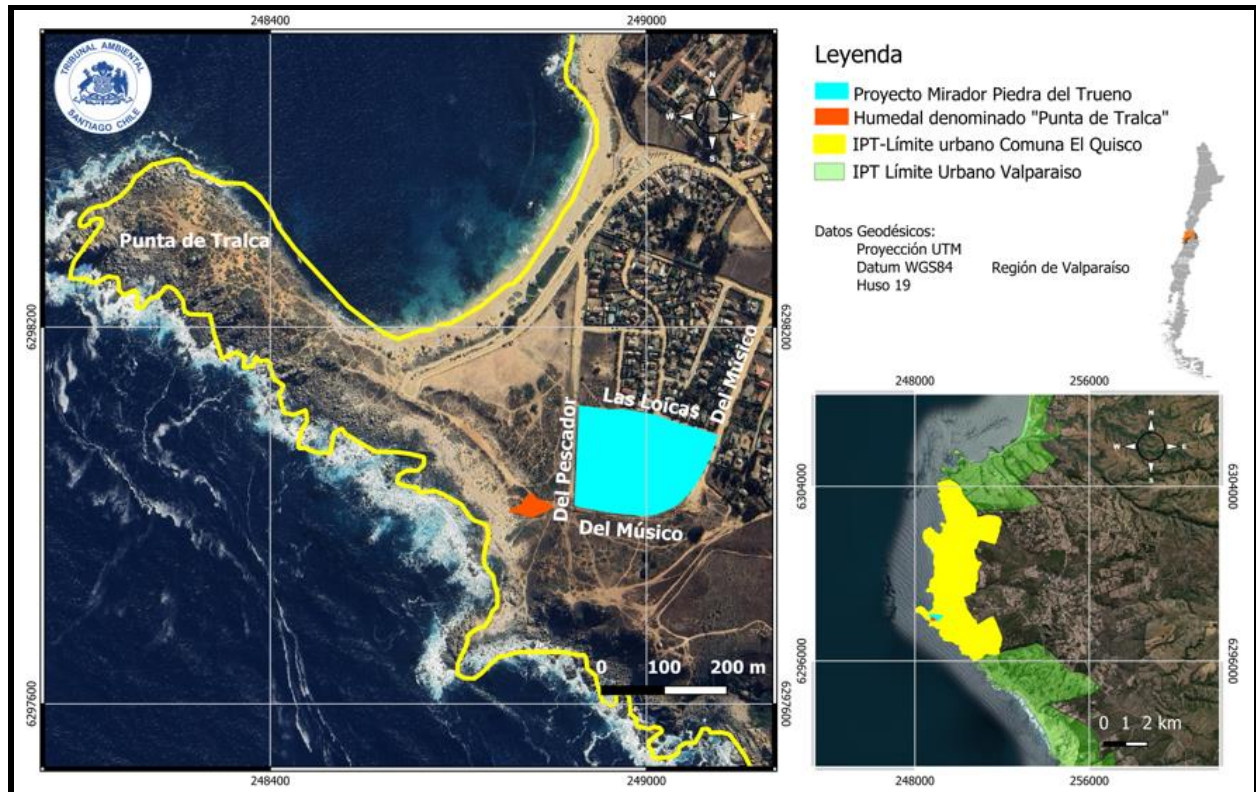 248400
249000
TRIBUNAL AMBIENTAL
SANTIAGO CHILE
N
W
E
S
Punta de Tralca
6298200
6298200
Las Loicas
Del Músico
Del Pescador
Del Músico
0 100 200 m
6297600
6297600
248400
249000
Leyenda
Proyecto Mirador Piedra del Trueno
Humedal denominado "Punta de Tralca"
IPT-Límite urbano Comuna El Quisco
IPT Límite Urbano Valparaiso
Datos Geodésicos:
Proyección UTM
Datum WGS84
Huso 19
Región de Valparaíso
248000
256000
N
W
E
S
6304000
6304000
6296000
6296000
0 1 2 km
248000
256000